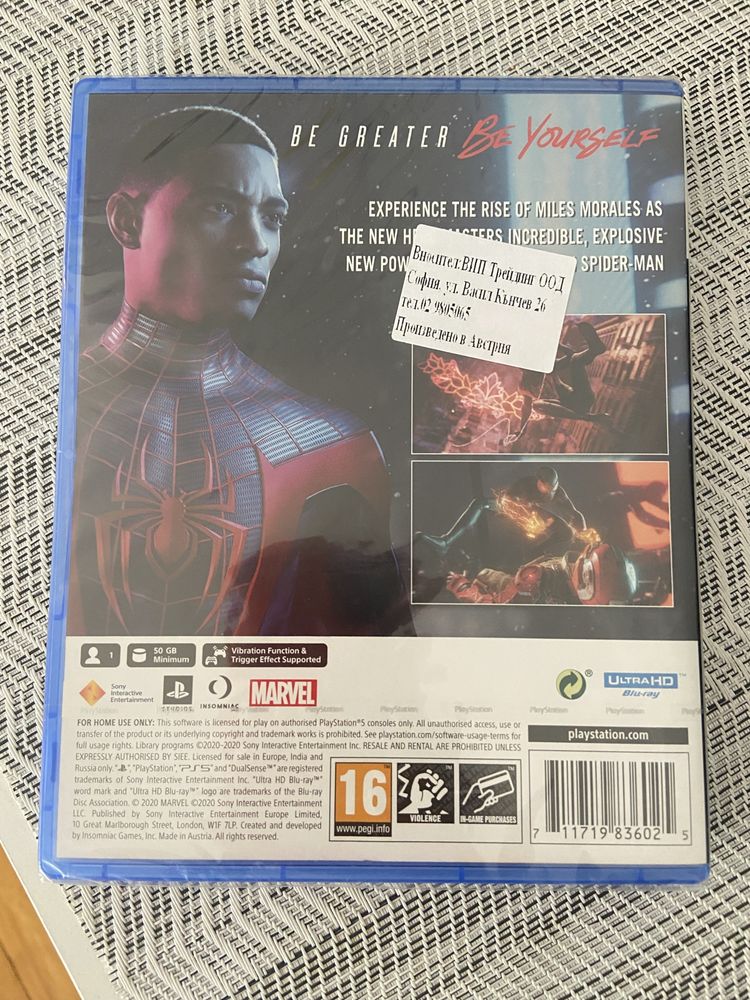 BE GREATER BE YOURSELF
EXPERIENCE THE RISE OF MILES MORALES AS
THE NEW INCREDIBLE, EXPLOSIVE
NEW SPIDER-MAN
Вносител:ВИП Трейдинг ООД
София, ул. Васил Кънчев 26
тел.02 9805065
Произведено в Австрия
1
50 GB
Minimum
Vibration Function &
Trigger Effect Supported
Sony
Interactive
Entertainment
STUDIOS
INSOMNIAC
MARVEL
ULTRA HD™
Blu-ray
PlayStation PlayStation PlayStation PlayStation PlayStation PlayStation
FOR HOME USE ONLY: This software is licensed for play on authorised PlayStation®5 consoles only. All unauthorised access, use or
transfer of the product or its underlying copyright and trademark works is prohibited. See playstation.com/software-usage-terms for
full usage rights. Library programs ©2020-2020 Sony Interactive Entertainment Inc. RESALE AND RENTAL ARE PROHIBITED UNLESS
EXPRESSLY AUTHORISED BY SIEE. Licensed for sale in Europe, India and
Russia only. "PlayStation", "PS5" and "DualSense" are registered
trademarks of Sony Interactive Entertainment Inc. "Ultra HD Blu-ray™"
word mark and "Ultra HD Blu-ray™" logo are trademarks of the Blu-ray
Disc Association. © 2020 MARVEL ©2020 Sony Interactive Entertainment
LLC. Published by Sony Interactive Entertainment Europe Limited,
10 Great Marlborough Street, London, W1F 7LP. Created and developed
by Insomniac Games, Inc. Made in Austria. All rights reserved.
playstation.com
16
www.pegi.info
VIOLENCE
IN-GAME PURCHASES
7 11719 83602 5